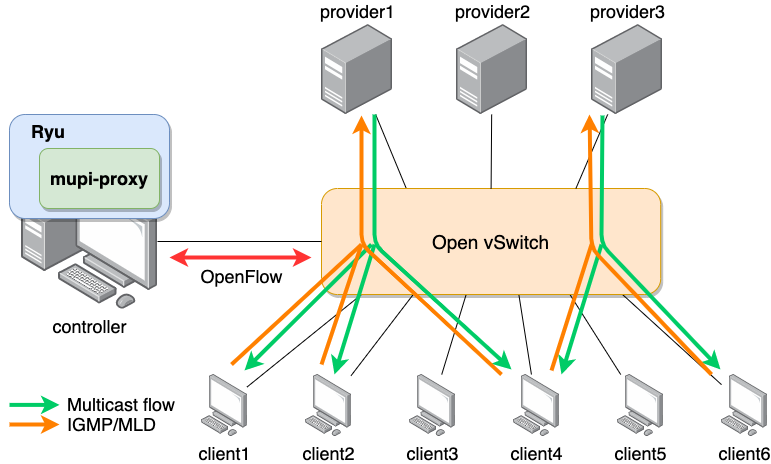 provider1
provider2
provider3
Ryu
mupi-proxy
Open vSwitch
OpenFlow
controller
Multicast flow
IGMP/MLD
client1
client2
client3
client4
client5
client6